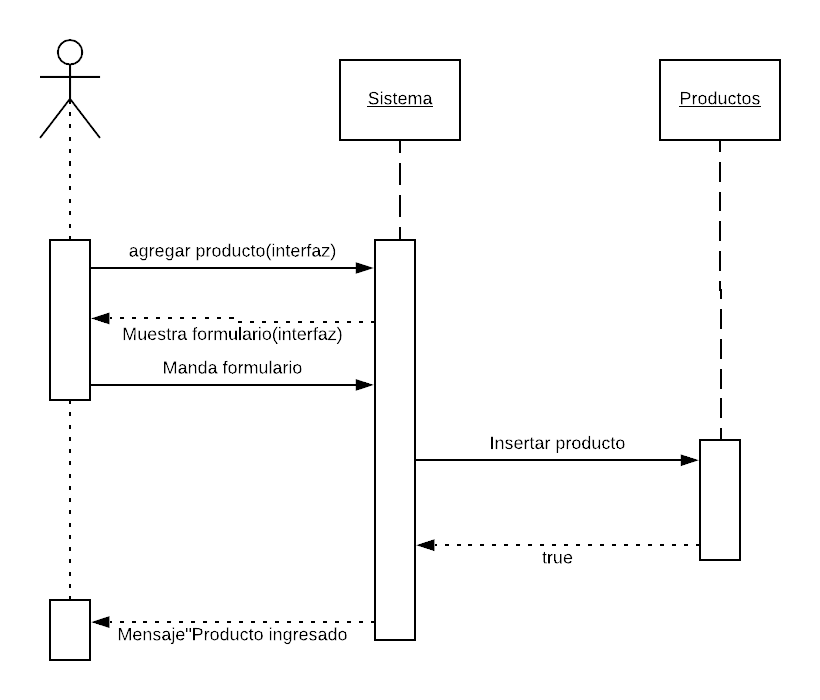 Sistema
Productos
agregar producto(interfaz)
Muestra formulario(interfaz)
Manda formulario
Insertar producto
true
Mensaje"Producto ingresado